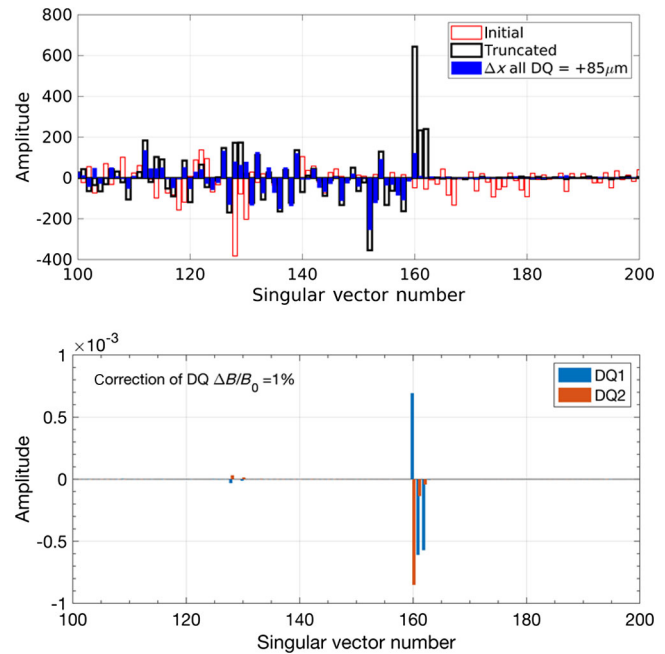 800
600
400
200
0
-200
-400
Amplitude
Initial
Truncated
Δx all DQ = +85μm
100
120
140
160
180
200
Singular vector number
×10⁻³
1
0.5
0
-0.5
-1
Amplitude
Correction of DQ ΔB/B₀ =1%
DQ1
DQ2
100
120
140
160
180
200
Singular vector number